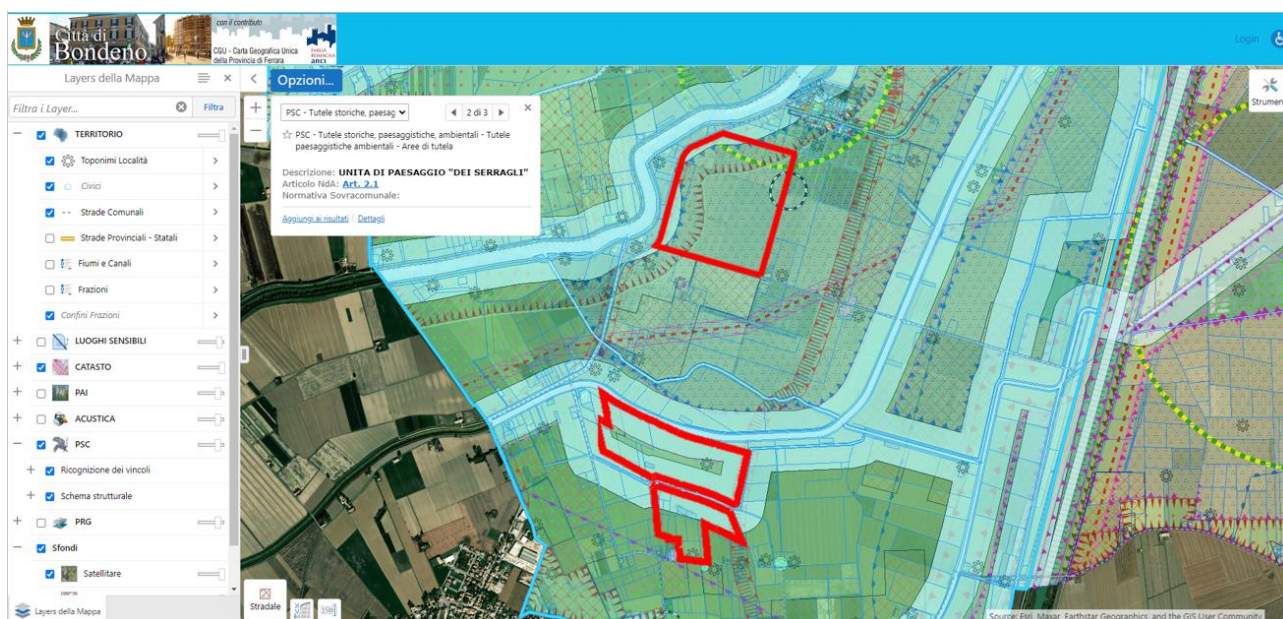 Città di
Bondeno
con il contributo
CGU - Carta Geografica Unica
della Provincia di Ferrara
EMILIA
ROMAGNA
anci
Login
Layers della Mappa
Opzioni...
Filtra i Layer...
Filtra
TERRITORIO
Toponimi Località
Civici
Strade Comunali
Strade Provinciali - Statali
Fiumi e Canali
Frazioni
Confini Frazioni
LUOGHI SENSIBILI
CATASTO
PAI
ACUSTICA
PSC
Ricognizione dei vincoli
Schema strutturale
PRG
Sfondi
Satellitare
Layers della Mappa
PSC - Tutele storiche, paesag
2 di 3
PSC - Tutele storiche, paesaggistiche, ambientali - Tutele
paesaggistiche ambientali - Aree di tutela
Descrizione: UNITA DI PAESAGGIO "DEI SERRAGLI"
Articolo NdA: Art. 2.1
Normativa Sovracomunale:
Aggiungi ai risultati
Dettagli
Strumen
Stradale
Source: Esri, Maxar, Earthstar Geographics, and the GIS User Community